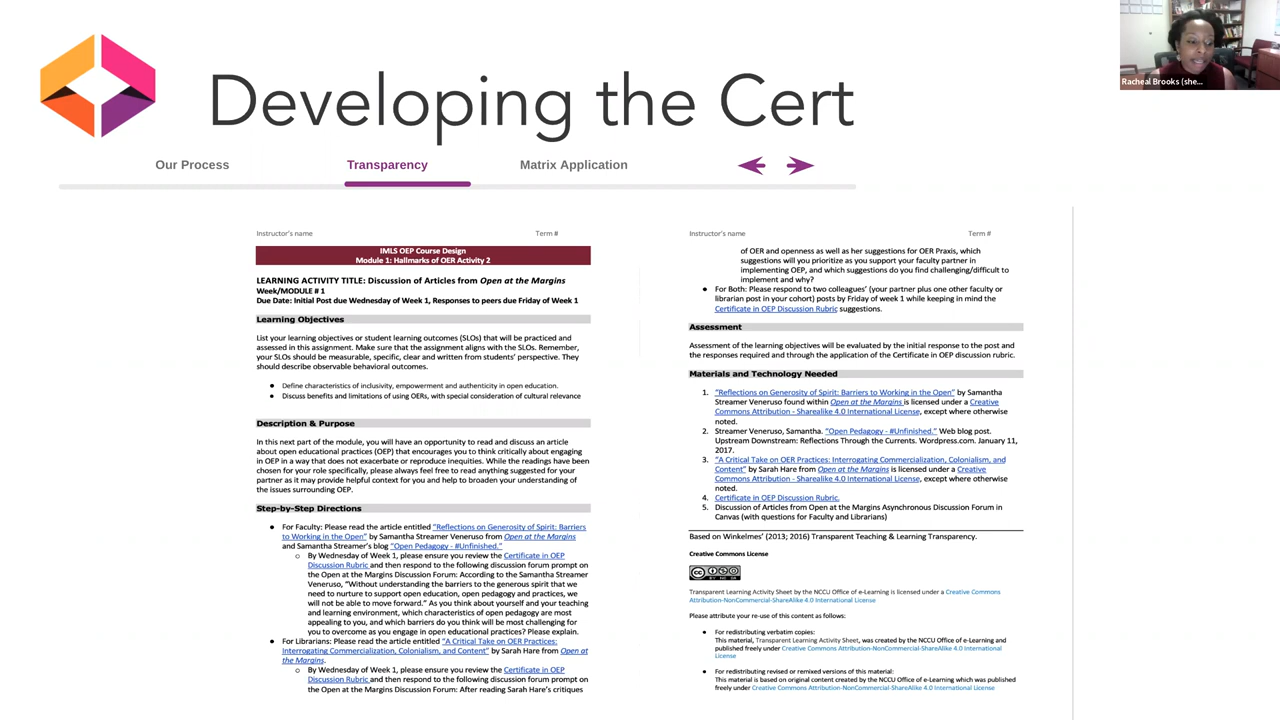 Developing the Cert
Racheal Brooks (she...
Our Process
Transparency
Matrix Application
Instructor's name
Term #
IMLS OEP Course Design
Module 1: Hallmarks of OER Activity 2
LEARNING ACTIVITY TITLE: Discussion of Articles from Open at the Margins
Week/MODULE # 1
Due Date: Initial Post due Wednesday of Week 1, Responses to peers due Friday of Week 1
Learning Objectives
List your learning objectives or student learning outcomes (SLOs) that will be practiced and
assessed in this assignment. Make sure that the assignment aligns with the SLOs. Remember,
your SLOs should be measurable, specific, clear and written from students' perspective. They
should describe observable behavioral outcomes.
● Define characteristics of inclusivity, empowerment and authenticity in open education.
● Discuss benefits and limitations of using OERs, with special consideration of cultural relevance
Description & Purpose
In this next part of the module, you will have an opportunity to read and discuss an article
about open educational practices (OEP) that encourages you to think critically about engaging
in OEP in a way that does not exacerbate or reproduce inequities. While the readings have been
chosen for your role specifically, please always feel free to read anything suggested for your
partner as it may provide helpful context for you and help to broaden your understanding of
the issues surrounding OEP.
Step-by-Step Directions
● For Faculty: Please read the article entitled "Reflections on Generosity of Spirit: Barriers
to Working in the Open" by Samantha Streamer Veneruso from Open at the Margins
and Samantha Streamer's blog "Open Pedagogy - #Unfinished."
○ By Wednesday of Week 1, please ensure you review the Certificate in OEP
Discussion Rubric and then respond to the following discussion forum prompt on
the Open at the Margins Discussion Forum: According to the Samantha Streamer
Veneruso, "Without understanding the barriers to the generous spirit that we
need to nurture to support open education, open pedagogy and practices, we
will not be able to move forward." As you think about yourself and your teaching
and learning environment, which characteristics of open pedagogy are most
appealing to you, and which barriers do you think will be most challenging for
you to overcome as you engage in open educational practices? Please explain.
● For Librarians: Please read the article entitled "A Critical Take on OER Practices:
Interrogating Commercialization, Colonialism, and Content" by Sarah Hare from Open at
the Margins.
○ By Wednesday of Week 1, please ensure you review the Certificate in OEP
Discussion Rubric and then respond to the following discussion forum prompt on
the Open at the Margins Discussion Forum: After reading Sarah Hare's critiques
Instructor's name
Term #
of OER and openness as well as her suggestions for OER Praxis, which
suggestions will you prioritize as you support your faculty partner in
implementing OEP, and which suggestions do you find challenging/difficult to
implement and why?
● For Both: Please respond to two colleagues' (your partner plus one other faculty or
librarian post in your cohort) posts by Friday of week 1 while keeping in mind the
Certificate in OEP Discussion Rubric suggestions.
Assessment
Assessment of the learning objectives will be evaluated by the initial response to the post and
the responses required and through the application of the Certificate in OEP discussion rubric.
Materials and Technology Needed
1. "Reflections on Generosity of Spirit: Barriers to Working in the Open" by Samantha
Streamer Veneruso found within Open at the Margins is licensed under a Creative
Commons Attribution - Sharealike 4.0 International License, except where otherwise
noted.
2. Streamer Veneruso, Samantha. "Open Pedagogy - #Unfinished." Web blog post.
Upstream Downstream: Reflections Through the Currents. Wordpress.com. January 11,
2017.
3. "A Critical Take on OER Practices: Interrogating Commercialization, Colonialism, and
Content" by Sarah Hare from Open at the Margins is licensed under a Creative
Commons Attribution - Sharealike 4.0 International License, except where otherwise
noted.
4. Certificate in OEP Discussion Rubric.
5. Discussion of Articles from Open at the Margins Asynchronous Discussion Forum in
Canvas (with questions for Faculty and Librarians)
Based on Winkelmes' (2013; 2016) Transparent Teaching & Learning Transparency.
Creative Commons License
BY NC SA
Transparent Learning Activity Sheet by the NCCU Office of e-Learning is licensed under a Creative Commons
Attribution-NonCommercial-ShareAlike 4.0 International License
Please attribute your re-use of this content as follows:
● For redistributing verbatim copies:
This material, Transparent Learning Activity Sheet, was created by the NCCU Office of e-Learning and
published freely under Creative Commons Attribution-NonCommercial-ShareAlike 4.0 International
License
● For redistributing revised or remixed versions of this material:
This material is based on original content created by the NCCU Office of e-Learning which was published
freely under Creative Commons Attribution-NonCommercial-ShareAlike 4.0 International License